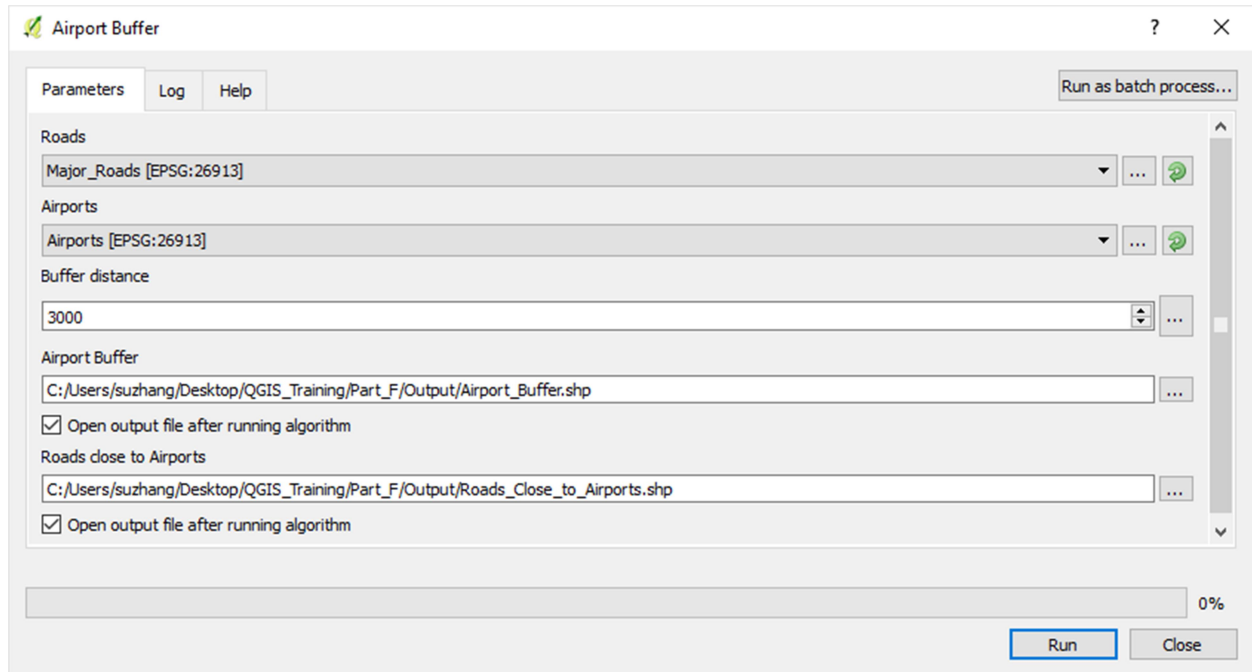 Airport Buffer
?
Parameters
Log
Help
Run as batch process...
Roads
Major_Roads [EPSG:26913]
...
Airports
Airports [EPSG:26913]
...
Buffer distance
3000
...
Airport Buffer
C:/Users/suzhang/Desktop/QGIS_Training/Part_F/Output/Airport_Buffer.shp
...
Open output file after running algorithm
Roads close to Airports
C:/Users/suzhang/Desktop/QGIS_Training/Part_F/Output/Roads_Close_to_Airports.shp
...
Open output file after running algorithm
0%
Run
Close